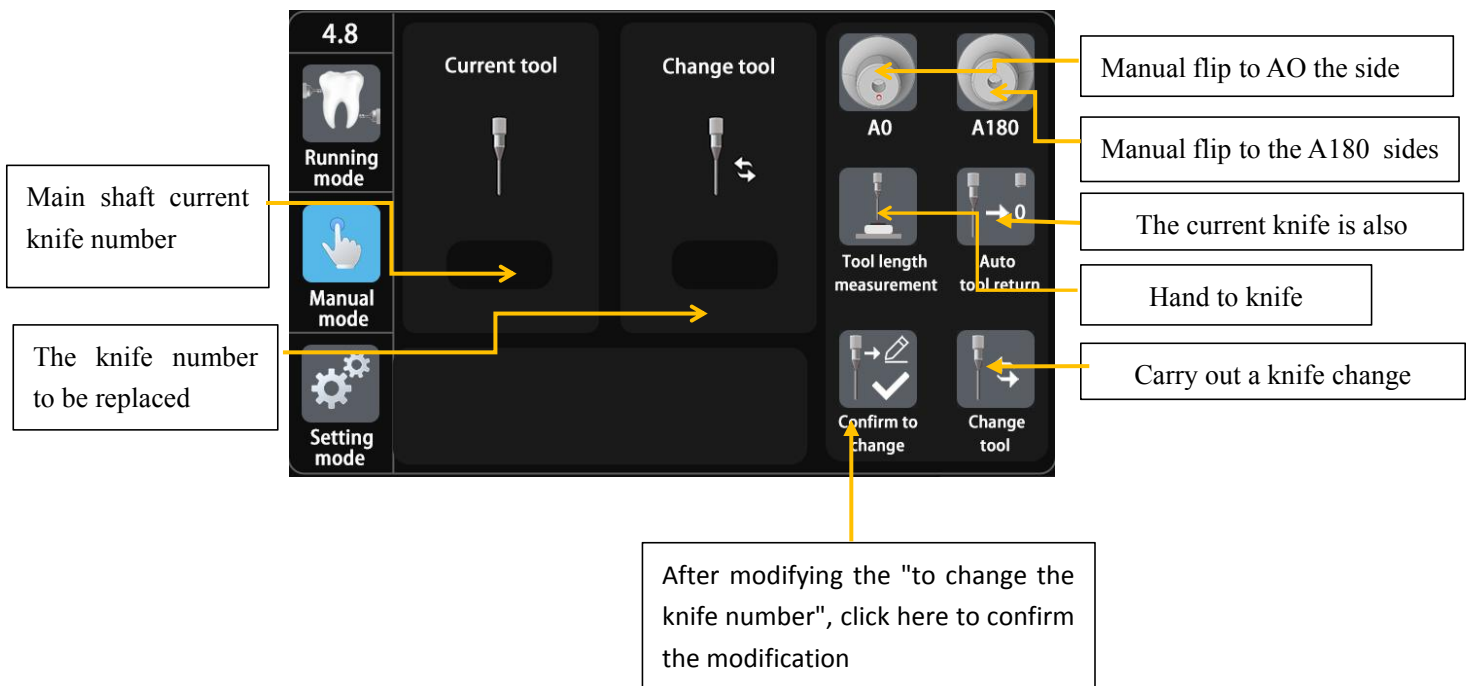 4.8
Running
mode
Manual
mode
Setting
mode
Current tool
Change tool
A0
A180
Tool length
measurement
Auto
tool return
Confirm to
change
Change
tool
Main shaft current
knife number
The knife number
to be replaced
Manual flip to AO the side
Manual flip to the A180 sides
The current knife is also
Hand to knife
Carry out a knife change
After modifying the "to change the
knife number", click here to confirm
the modification
0